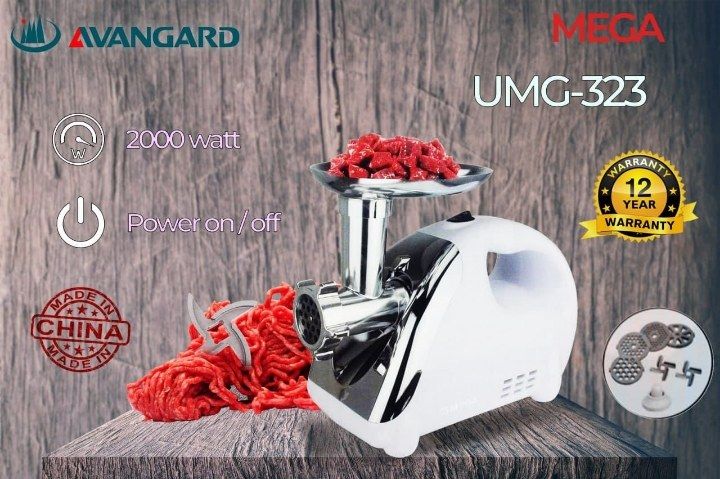 AVANGARD
MEGA
UMG-323
W
2000 watt
Power on / off
WARRANTY
12
YEAR
WARRANTY
MADE IN
CHINA
MADE IN